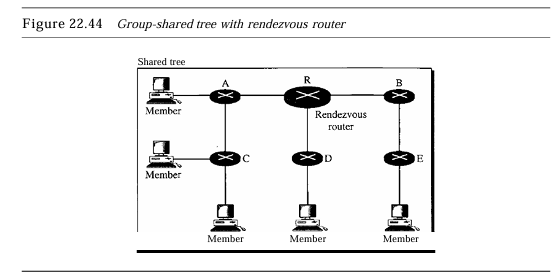 Figure 22.44 Group-shared tree with rendezvous router
Shared tree
A
R
B
Member
Rendezvous
router
Member
C
D
E
Member
Member
Member